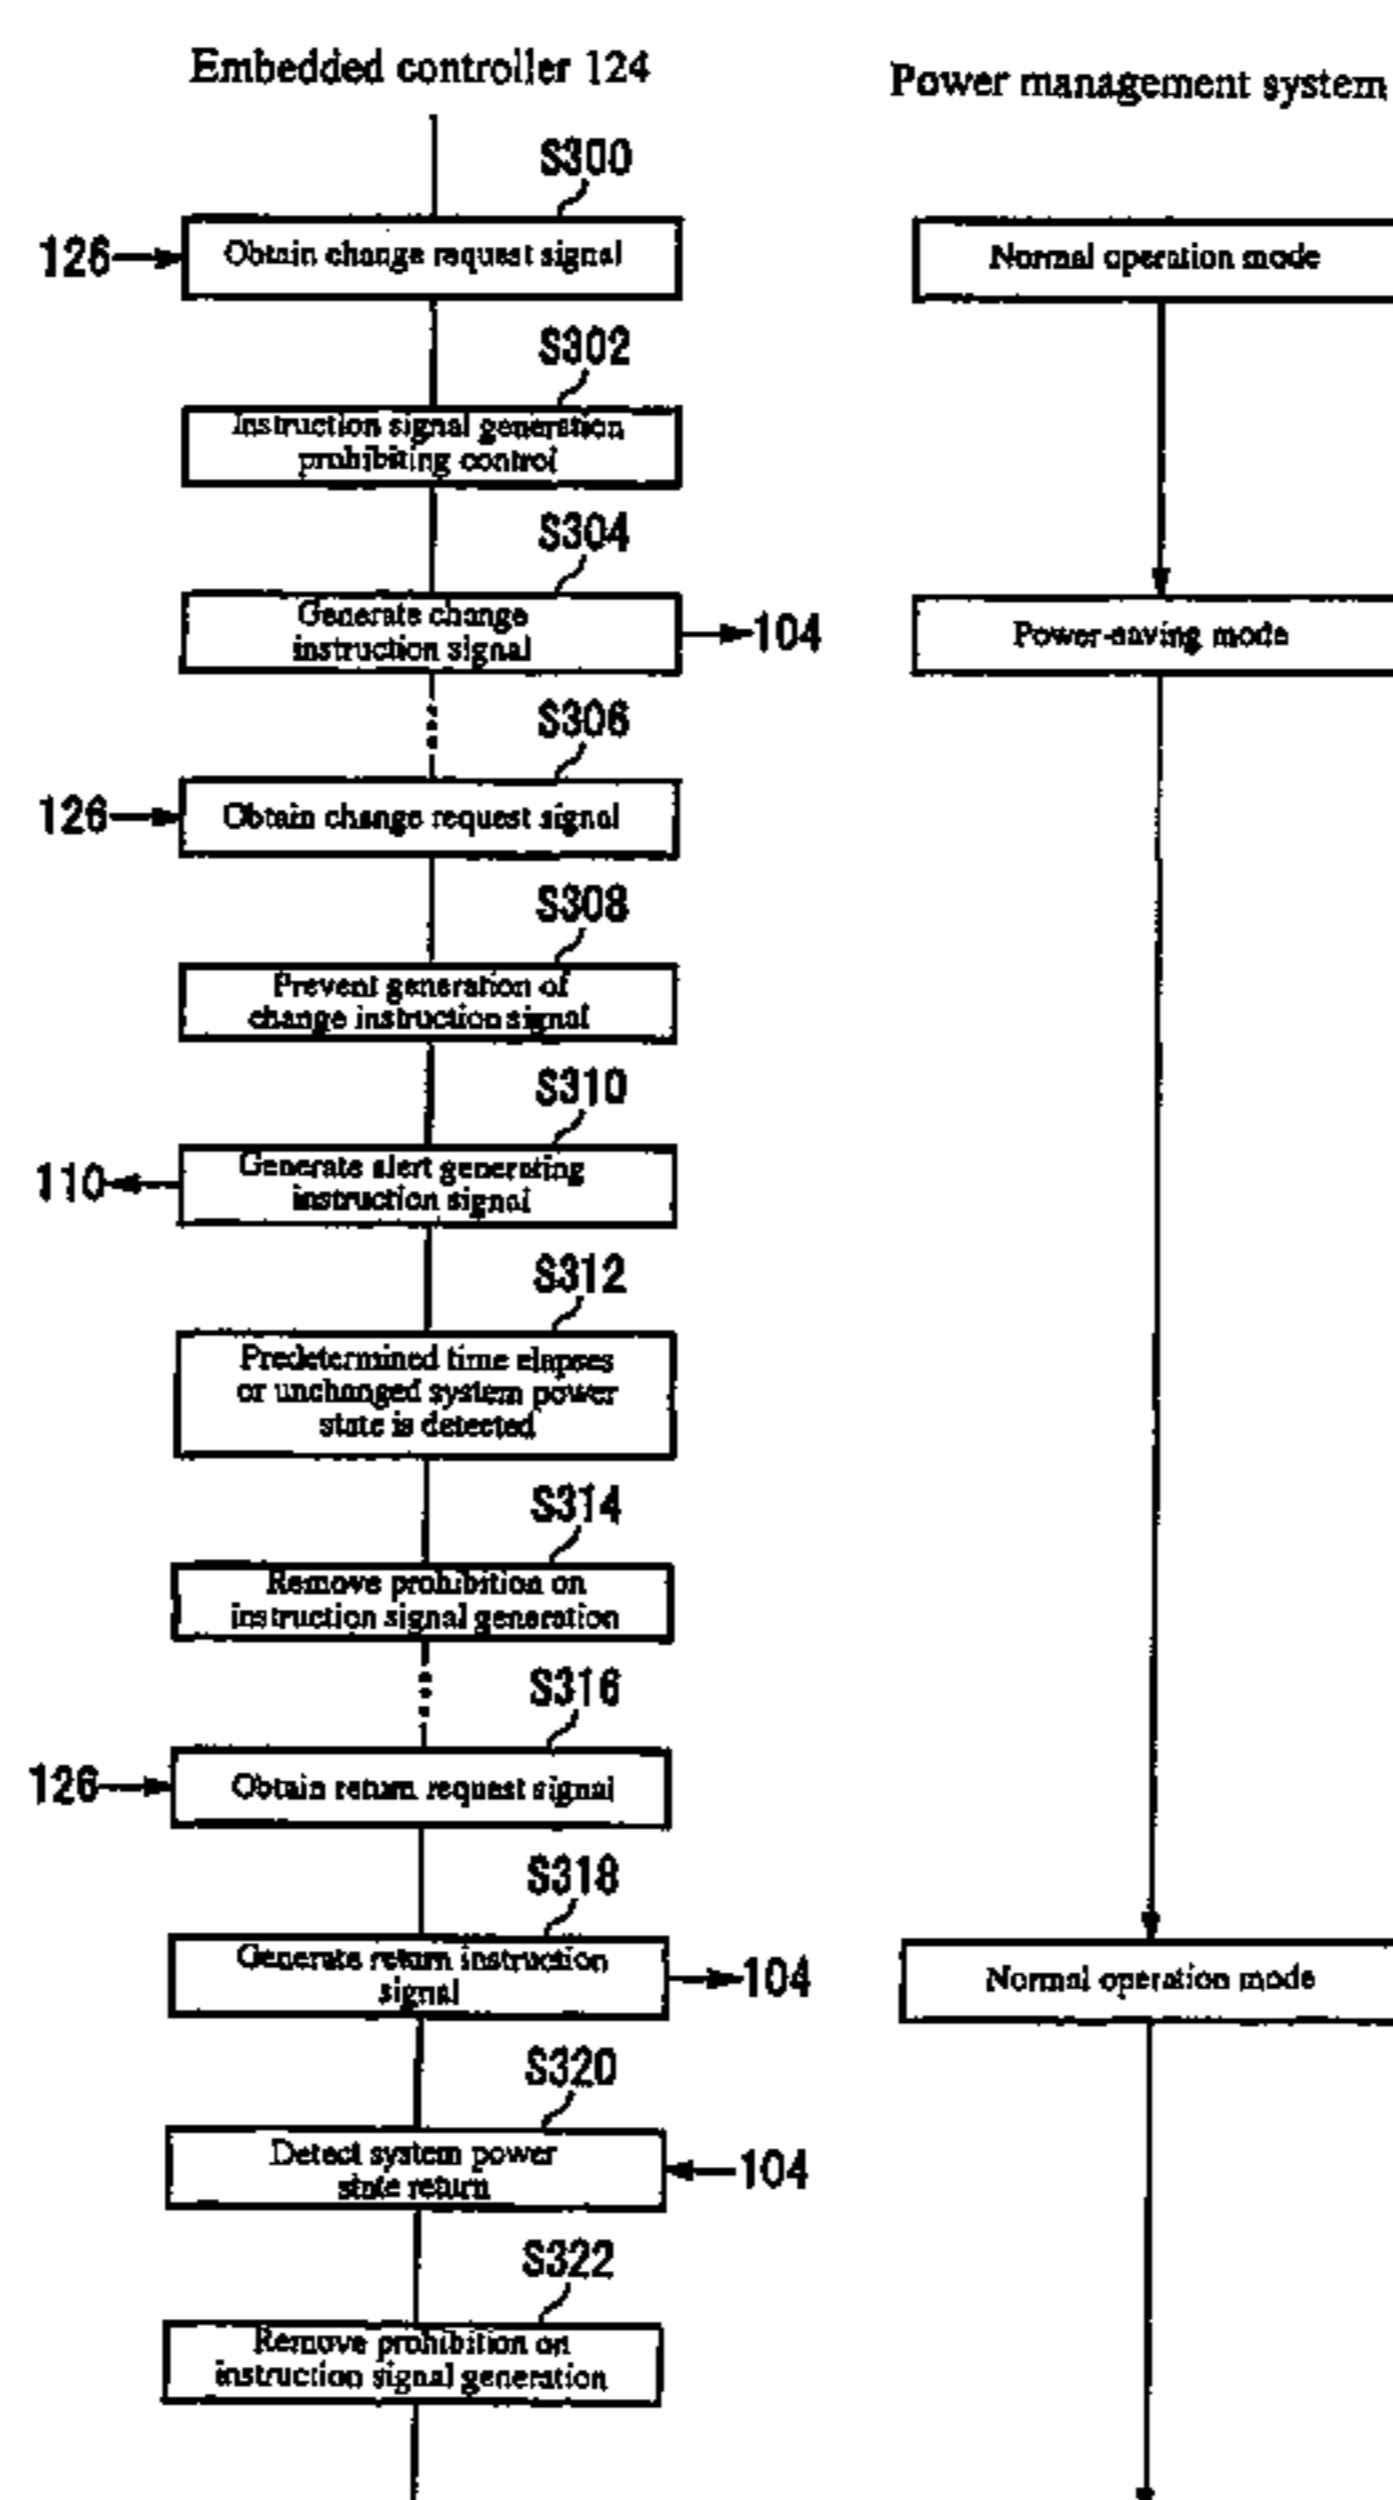 Embedded controller 124
Power management system
S300
126
Obtain change request signal
Normal operation mode
S302
Instruction signal generation
prohibiting control
S304
Generate change
instruction signal
104
Power-saving mode
S306
126
Obtain change request signal
S308
Prevent generation of
change instruction signal
S310
110
Generate alert generating
instruction signal
S312
Predetermined time elapses
or unchanged system power
state is detected
S314
Remove prohibition on
instruction signal generation
S316
126
Obtain return request signal
S318
Generate return instruction
signal
104
Normal operation mode
S320
Detect system power
state return
104
S322
Remove prohibition on
instruction signal generation